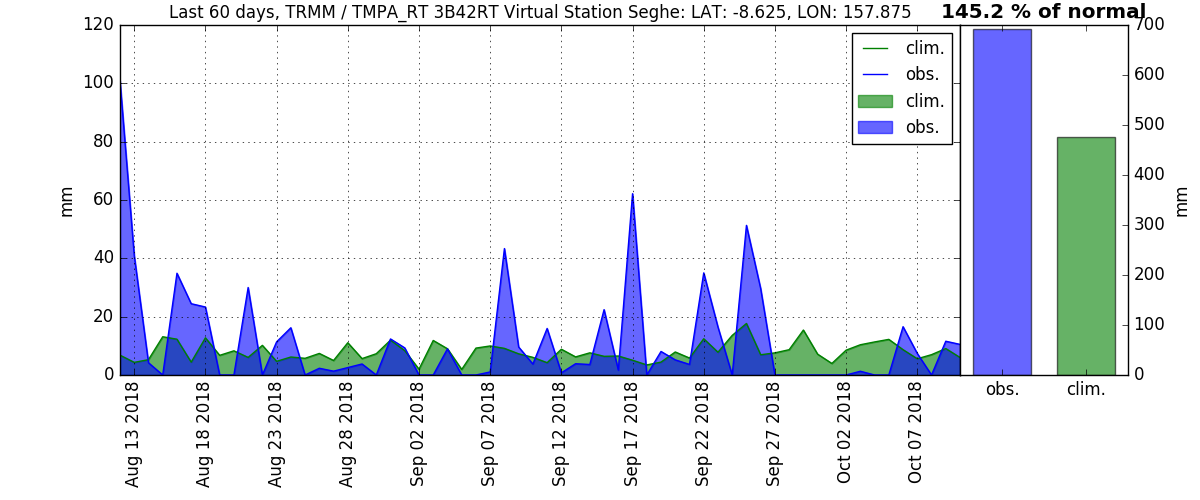 Last 60 days, TRMM / TMPA_RT 3B42RT Virtual Station Seghe: LAT: -8.625, LON: 157.875
145.2 % of normal
120
100
80
60
40
20
0
mm
clim.
obs.
clim.
obs.
700
600
500
400
300
200
100
0
mm
Aug 13 2018
Aug 18 2018
Aug 23 2018
Aug 28 2018
Sep 02 2018
Sep 07 2018
Sep 12 2018
Sep 17 2018
Sep 22 2018
Sep 27 2018
Oct 02 2018
Oct 07 2018
obs.
clim.